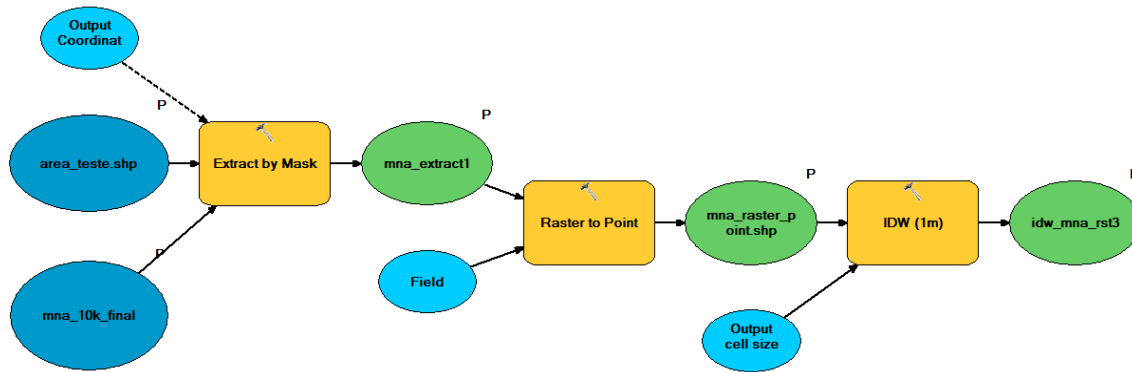 Output
Coordinat
P
area_teste.shp
Extract by Mask
mna_extract1
P
P
mna_10k_final
Field
Raster to Point
mna_raster_p
oint.shp
P
IDW (1m)
Output
cell size
idw_mna_rst3